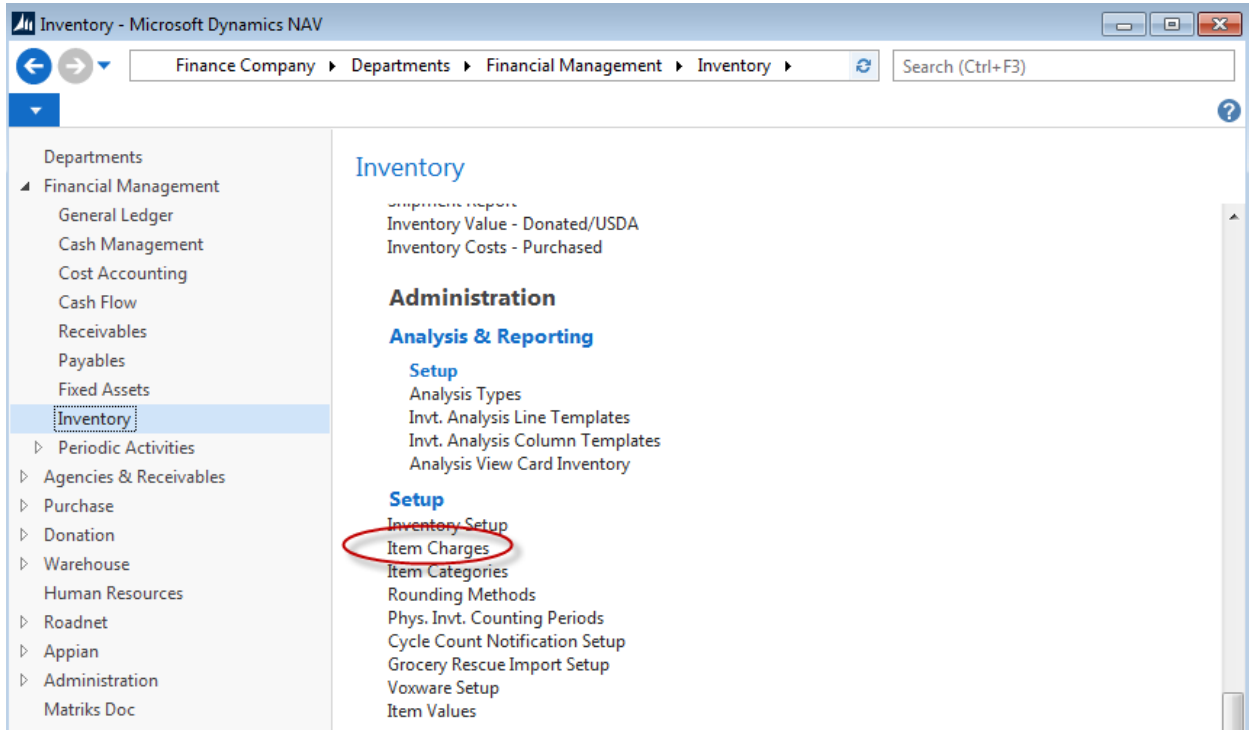 Inventory - Microsoft Dynamics NAV
Finance Company Departments Financial Management Inventory
Search (Ctrl+F3)
?
Departments
Financial Management
General Ledger
Cash Management
Cost Accounting
Cash Flow
Receivables
Payables
Fixed Assets
Inventory
Periodic Activities
Agencies & Receivables
Purchase
Donation
Warehouse
Human Resources
Roadnet
Appian
Administration
Matriks Doc
Inventory
Shipment Report
Inventory Value - Donated/USDA
Inventory Costs - Purchased
Administration
Analysis & Reporting
Setup
Analysis Types
Invt. Analysis Line Templates
Invt. Analysis Column Templates
Analysis View Card Inventory
Setup
Inventory Setup
Item Charges
Item Categories
Rounding Methods
Phys. Invt. Counting Periods
Cycle Count Notification Setup
Grocery Rescue Import Setup
Voxware Setup
Item Values